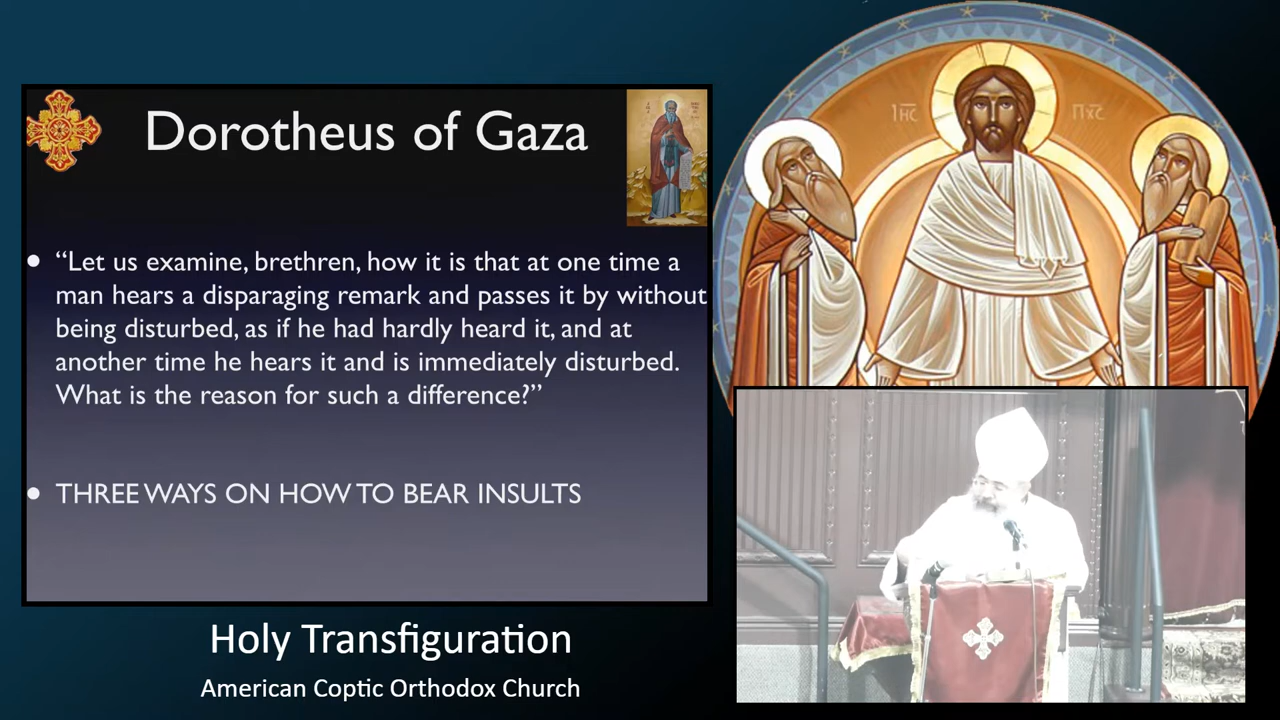 Dorotheus of Gaza
“Let us examine, brethren, how it is that at one time a
man hears a disparaging remark and passes it by without
being disturbed, as if he had hardly heard it, and at
another time he hears it and is immediately disturbed.
What is the reason for such a difference?”
THREE WAYS ON HOW TO BEAR INSULTS
Holy Transfiguration
American Coptic Orthodox Church